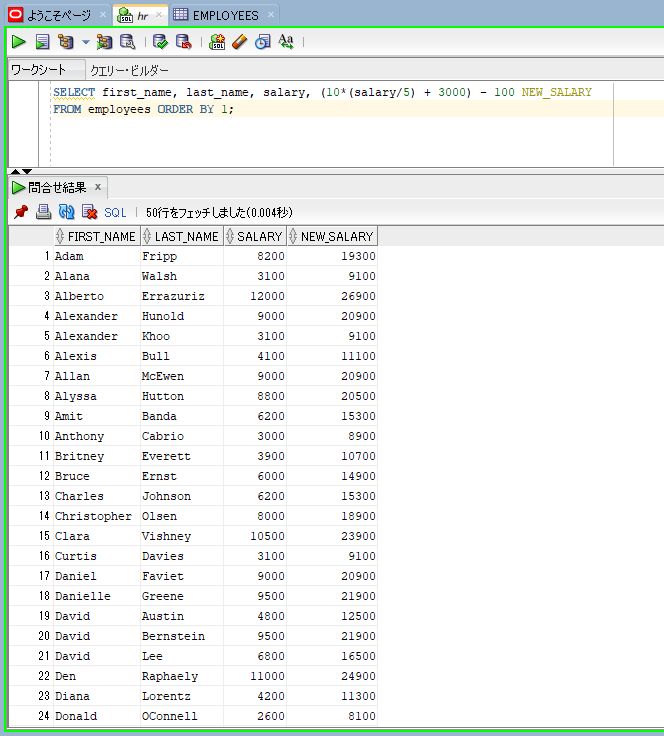 ようこそページ × hr × EMPLOYEES ×
SQL SQL Aa
ワークシート クエリー・ビルダー
SELECT first_name, last_name, salary, (10*(salary/5) + 3000) - 100 NEW_SALARY
FROM employees ORDER BY 1;
問合せ結果 x
SQL | 50行をフェッチしました(0.004秒)
FIRST_NAME LAST_NAME SALARY NEW_SALARY
1 Adam Fripp 8200 19300
2 Alana Walsh 3100 9100
3 Alberto Errazuriz 12000 26900
4 Alexander Hunold 9000 20900
5 Alexander Khoo 3100 9100
6 Alexis Bull 4100 11100
7 Allan McEwen 9000 20900
8 Alyssa Hutton 8800 20500
9 Amit Banda 6200 15300
10 Anthony Cabrio 3000 8900
11 Britney Everett 3900 10700
12 Bruce Ernst 6000 14900
13 Charles Johnson 6200 15300
14 Christopher Olsen 8000 18900
15 Clara Vishney 10500 23900
16 Curtis Davies 3100 9100
17 Daniel Faviet 9000 20900
18 Danielle Greene 9500 21900
19 David Austin 4800 12500
20 David Bernstein 9500 21900
21 David Lee 6800 16500
22 Den Raphaely 11000 24900
23 Diana Lorentz 4200 11300
24 Donald OConnell 2600 8100